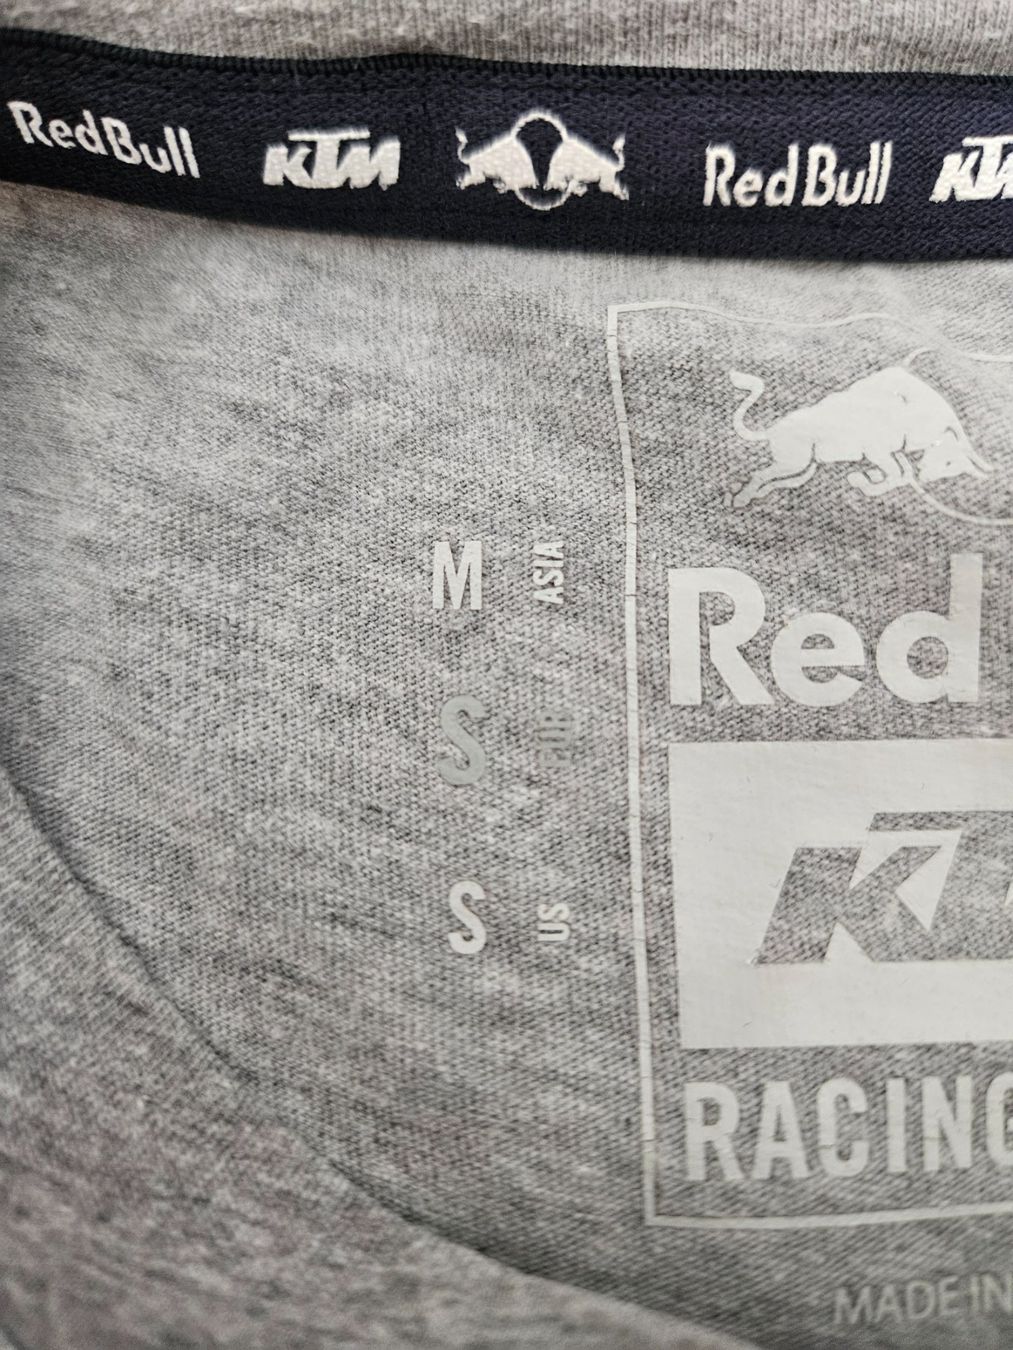 RedBull KTM RedBull KTM
M ASIA
S EUR
S US
Red
KT
RACING
MADE IN